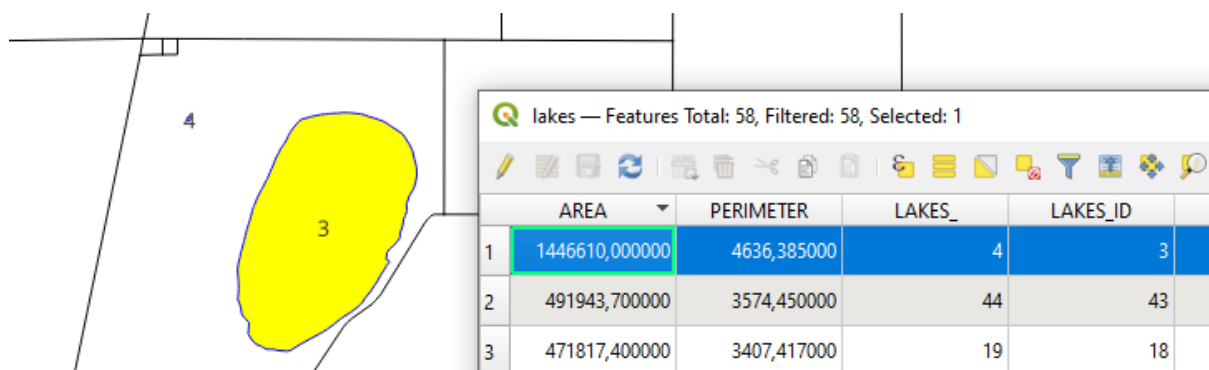 4
3
lakes — Features Total: 58, Filtered: 58, Selected: 1
AREA PERIMETER LAKES_ LAKES_ID
1 1446610,000000 4636,385000 4 3
2 491943,700000 3574,450000 44 43
3 471817,400000 3407,417000 19 18